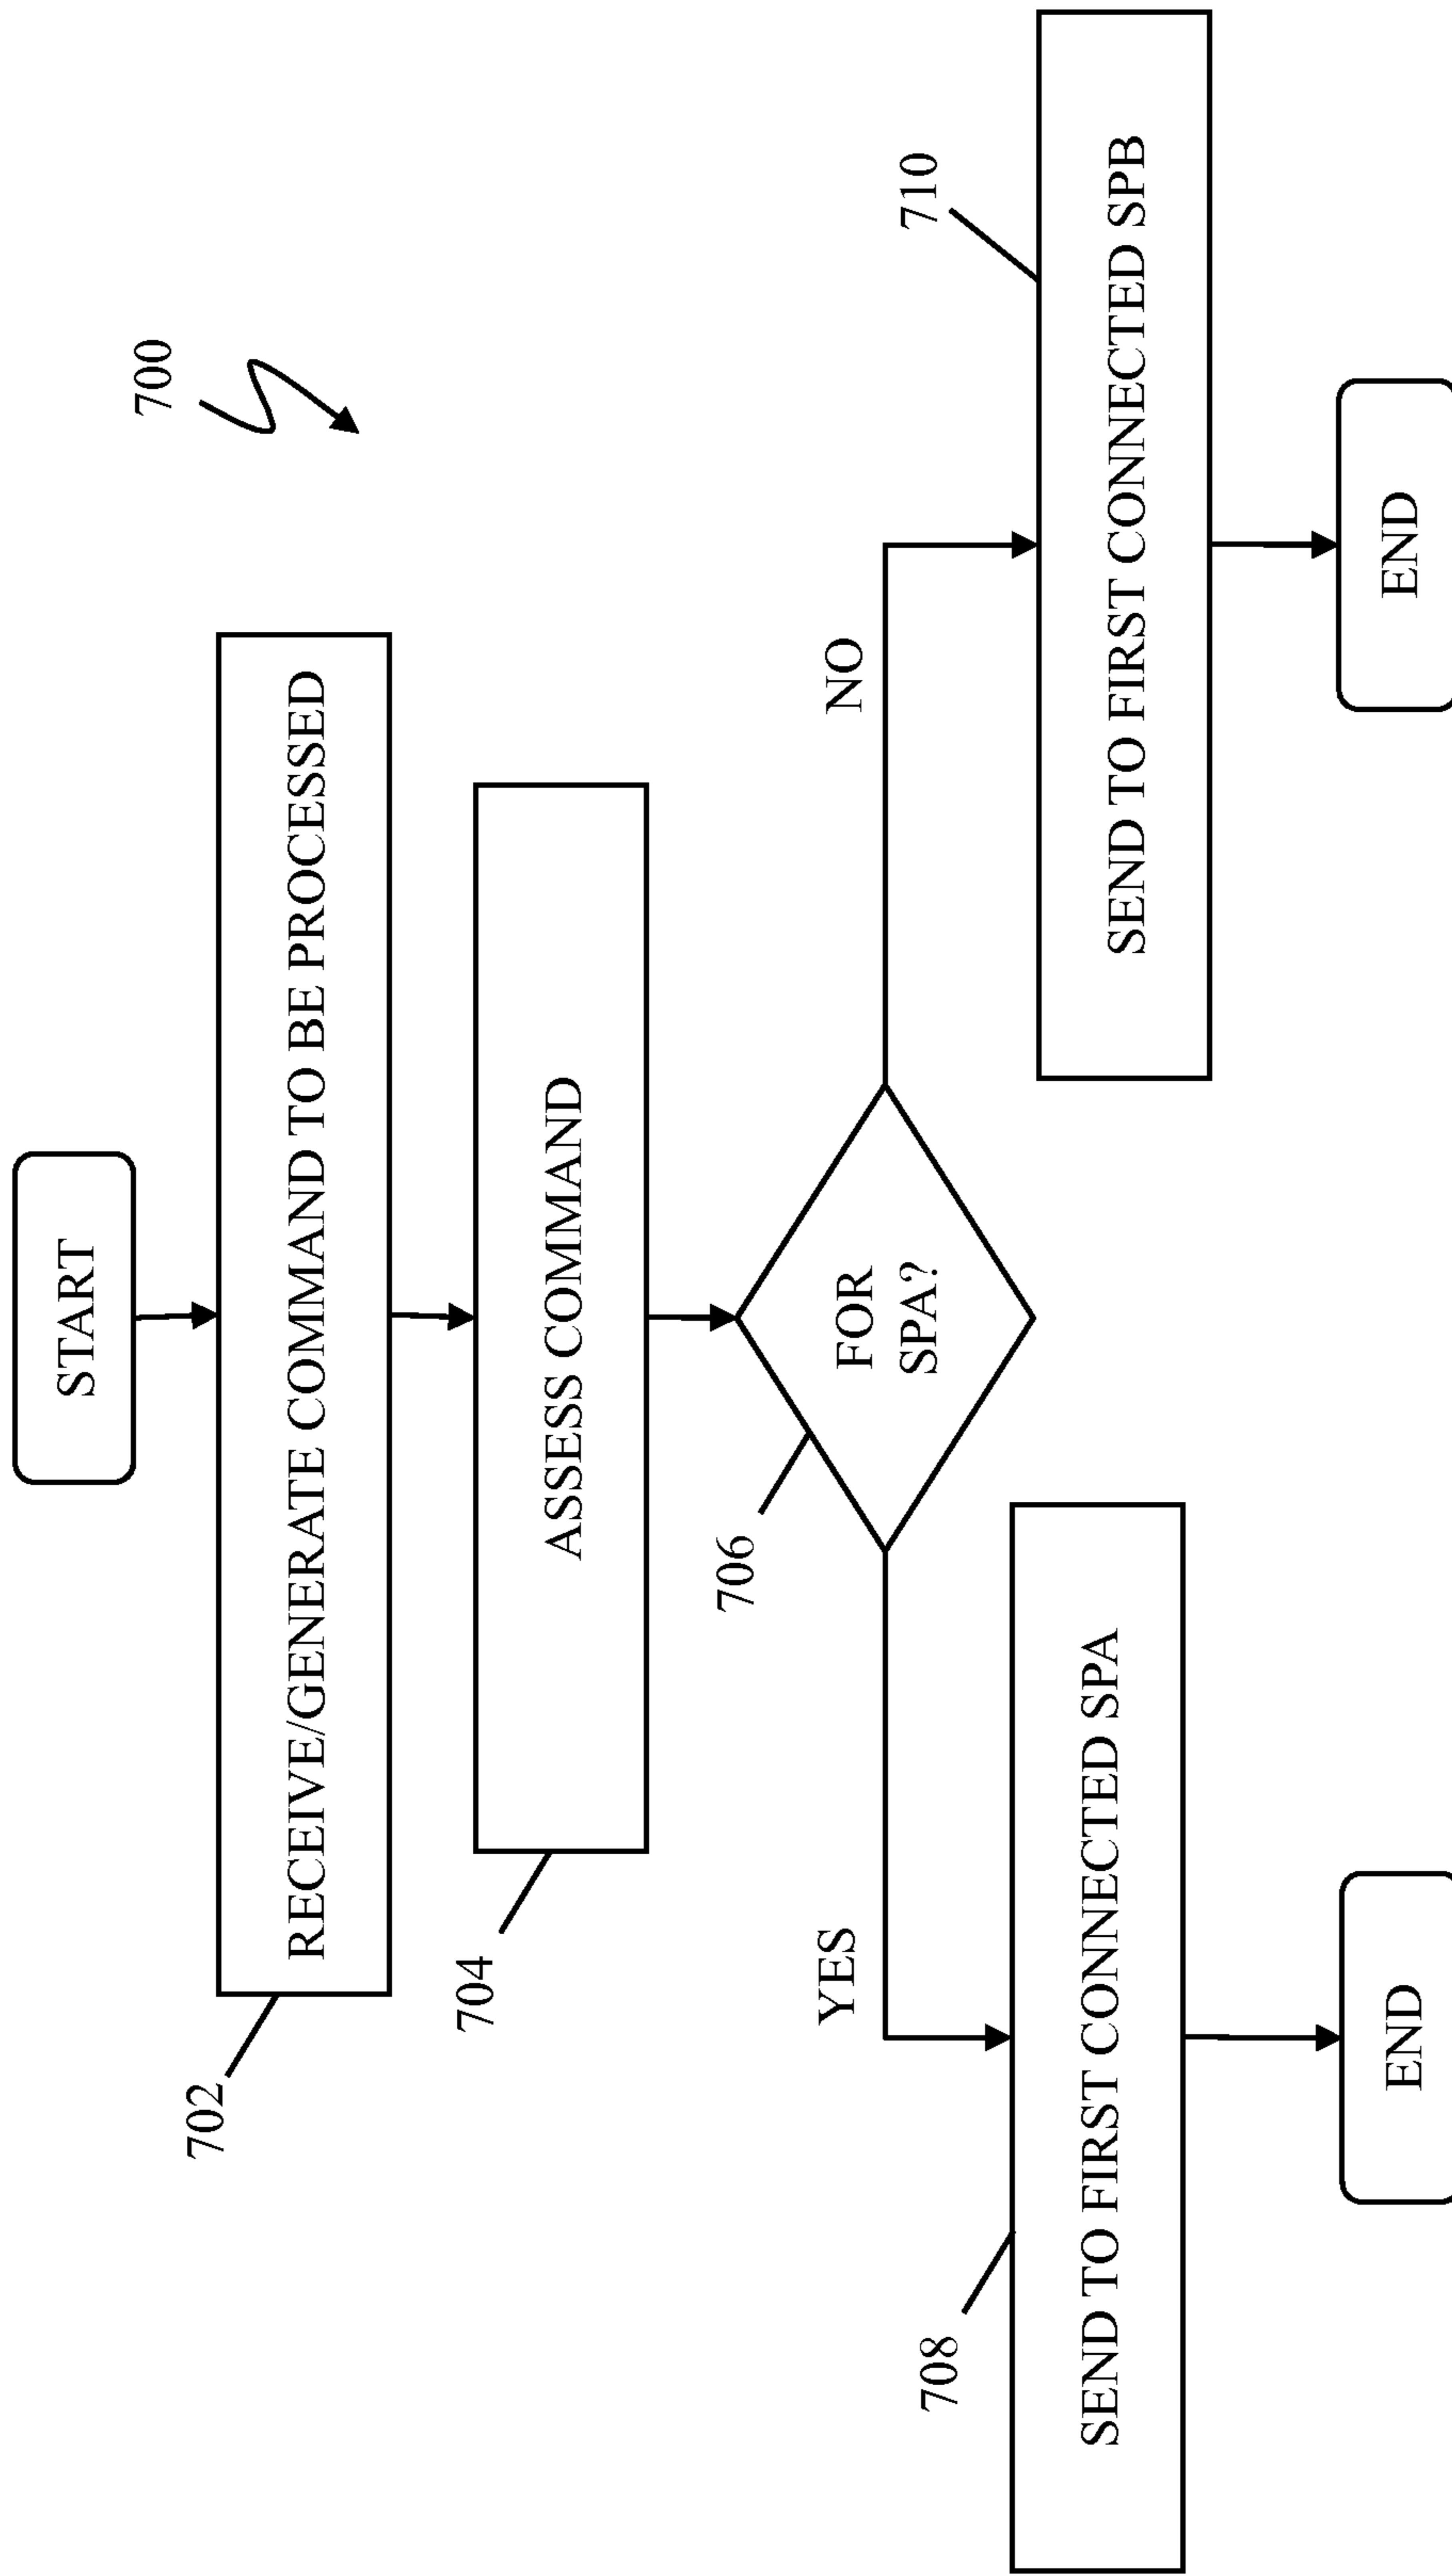 START
700
702
RECEIVE/GENERATE COMMAND TO BE PROCESSED
704
ASSESS COMMAND
706
FOR
SPA?
YES
NO
708
SEND TO FIRST CONNECTED SPA
710
SEND TO FIRST CONNECTED SPB
END
END